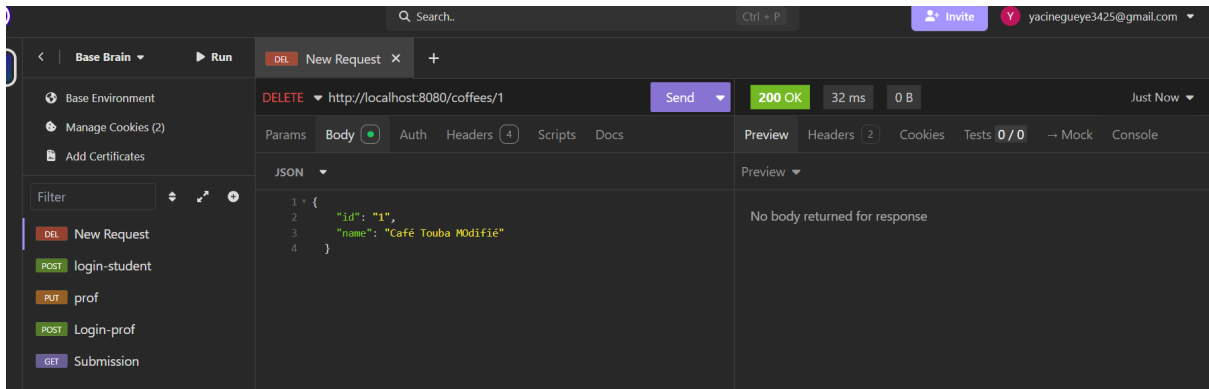 Search.. Ctrl + P Invite Y yacinegueye3425@gmail.com
Base Brain Run DEL New Request
Base Environment
Manage Cookies (2)
Add Certificates
Filter
DEL New Request
POST login-student
PUT prof
POST Login-prof
GET Submission
DELETE http://localhost:8080/coffees/1 Send
Params Body Auth Headers 4 Scripts Docs
JSON
1 {
2 "id": "1",
3 "name": "Café Touba MOdifié"
4 }
200 OK 32 ms 0 B Just Now
Preview Headers 2 Cookies Tests 0 / 0 → Mock Console
Preview
No body returned for response